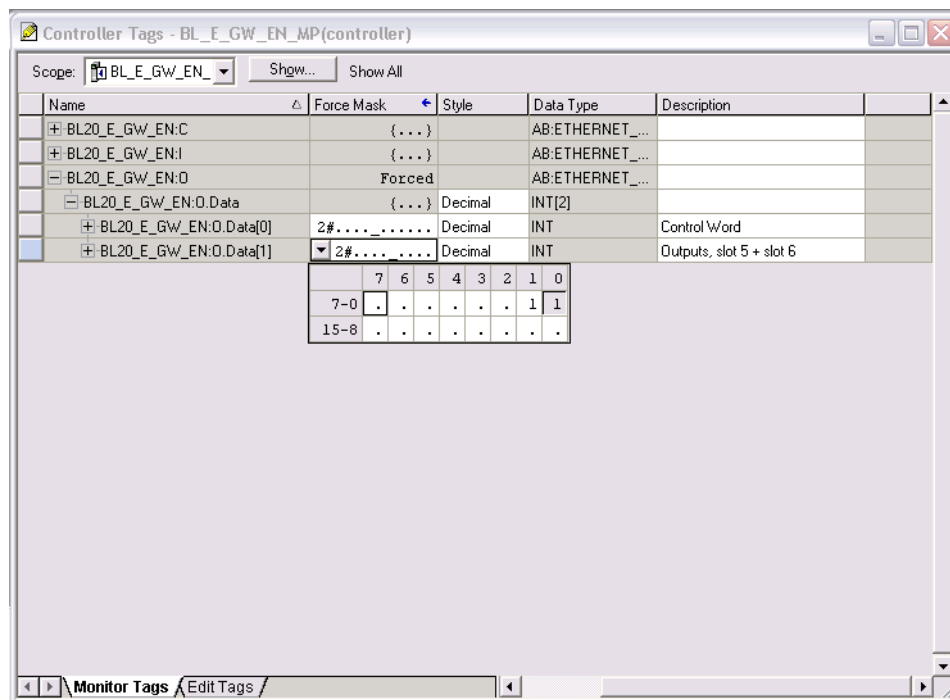 Controller Tags - BL_E_GW_EN_MP(controller)
Scope: BL_E_GW_EN_ Show... Show All
Name Force Mask Style Data Type Description
BL20_E_GW_EN:C {...} AB:ETHERNET_...
BL20_E_GW_EN:I {...} AB:ETHERNET_...
BL20_E_GW_EN:O Forced AB:ETHERNET_...
BL20_E_GW_EN:O.Data {...} Decimal INT[2]
BL20_E_GW_EN:O.Data[0] 2#...._...... Decimal INT Control Word
BL20_E_GW_EN:O.Data[1] 2#...._.... Decimal INT Outputs, slot 5 + slot 6
7 6 5 4 3 2 1 0
7-0 . . . . . . 1 1
15-8 . . . . . . . .
Monitor Tags Edit Tags